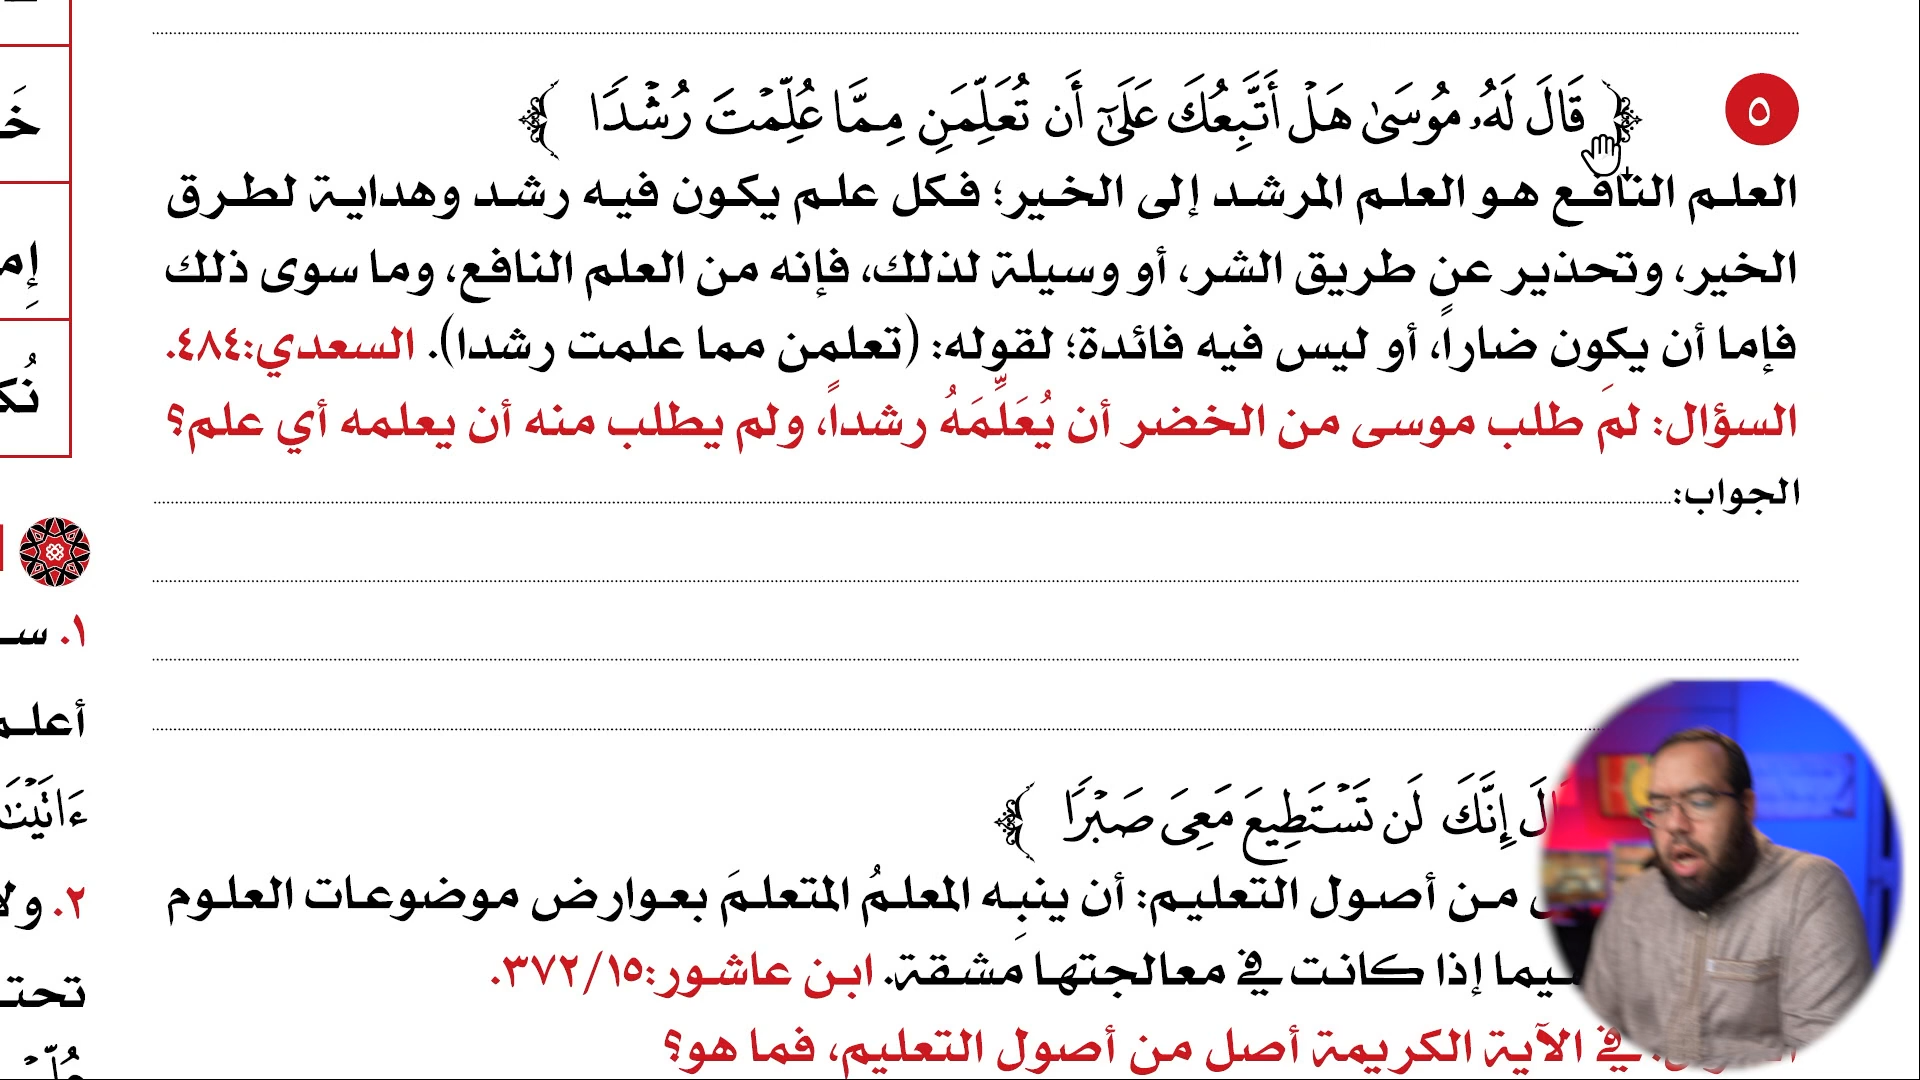 ٥
﴿ قَالَ لَهُۥ مُوسَىٰ هَلْ أَتَّبِعُكَ عَلَىٰٓ أَن تُعَلِّمَنِ مِمَّا عُلِّمْتَ رُشْدًا ﴾
العلم النافع هو العلم المرشد إلى الخير؛ فكل علم يكون فيه رشد وهداية لطرق
الخير، وتحذير عن طريق الشر، أو وسيلة لذلك، فإنه من العلم النافع، وما سوى ذلك
فإما أن يكون ضاراً، أو ليس فيه فائدة؛ لقوله: (تعلمن مما علمت رشدا). السعدي:٤٨٤.
السؤال: لمَ طلب موسى من الخضر أن يُعَلِّمَهُ رشداً، ولم يطلب منه أن يعلمه أي علم؟
الجواب:
إِنَّكَ لَن تَسْتَطِيعَ مَعِىَ صَبْرًا ﴾
من أصول التعليم: أن ينبِه المعلمُ المتعلمَ بعوارض موضوعات العلوم
إذا كانت في معالجتها مشقة. ابن عاشور:٣٧٢/١٥.
في الآية الكريمة أصل من أصول التعليم، فما هو؟
١.
ءَاتَيْنَٰ
٢.